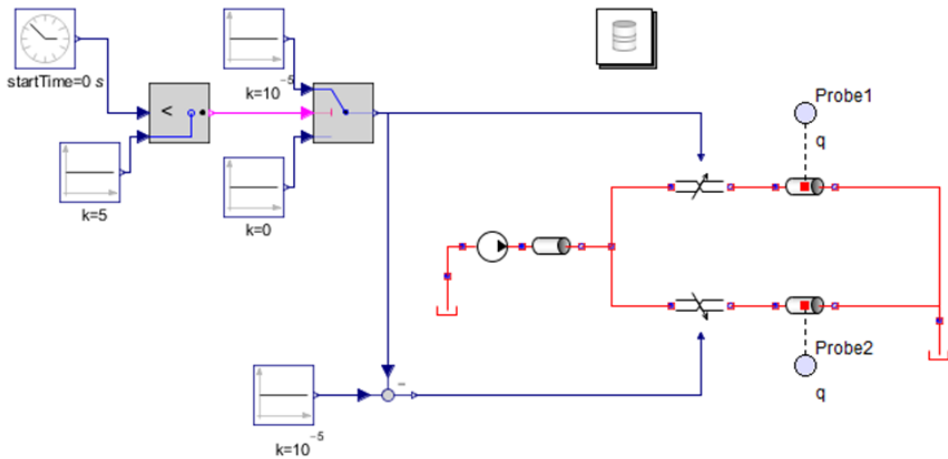 startTime=0 s
k=10⁻⁵
<
k=5
k=0
Probe1
q
Probe2
q
-
k=10⁻⁵